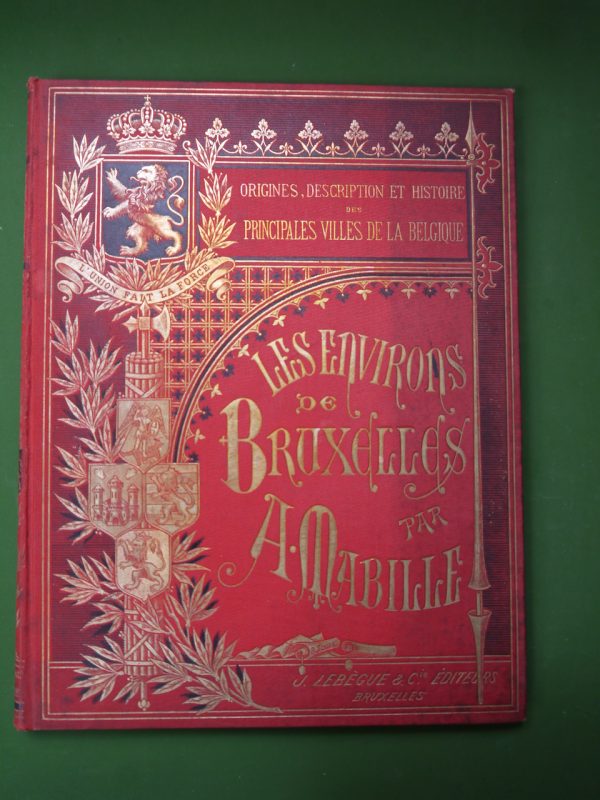 ORIGINES, DESCRIPTION ET HISTOIRE
DES
PRINCIPALES VILLES DE LA BELGIQUE
L'UNION FAIT LA FORCE
LES ENVIRONS
DE
BRUXELLES
PAR
A. MABILLE
J. LEBÈGUE & Cie ÉDITEURS
BRUXELLES